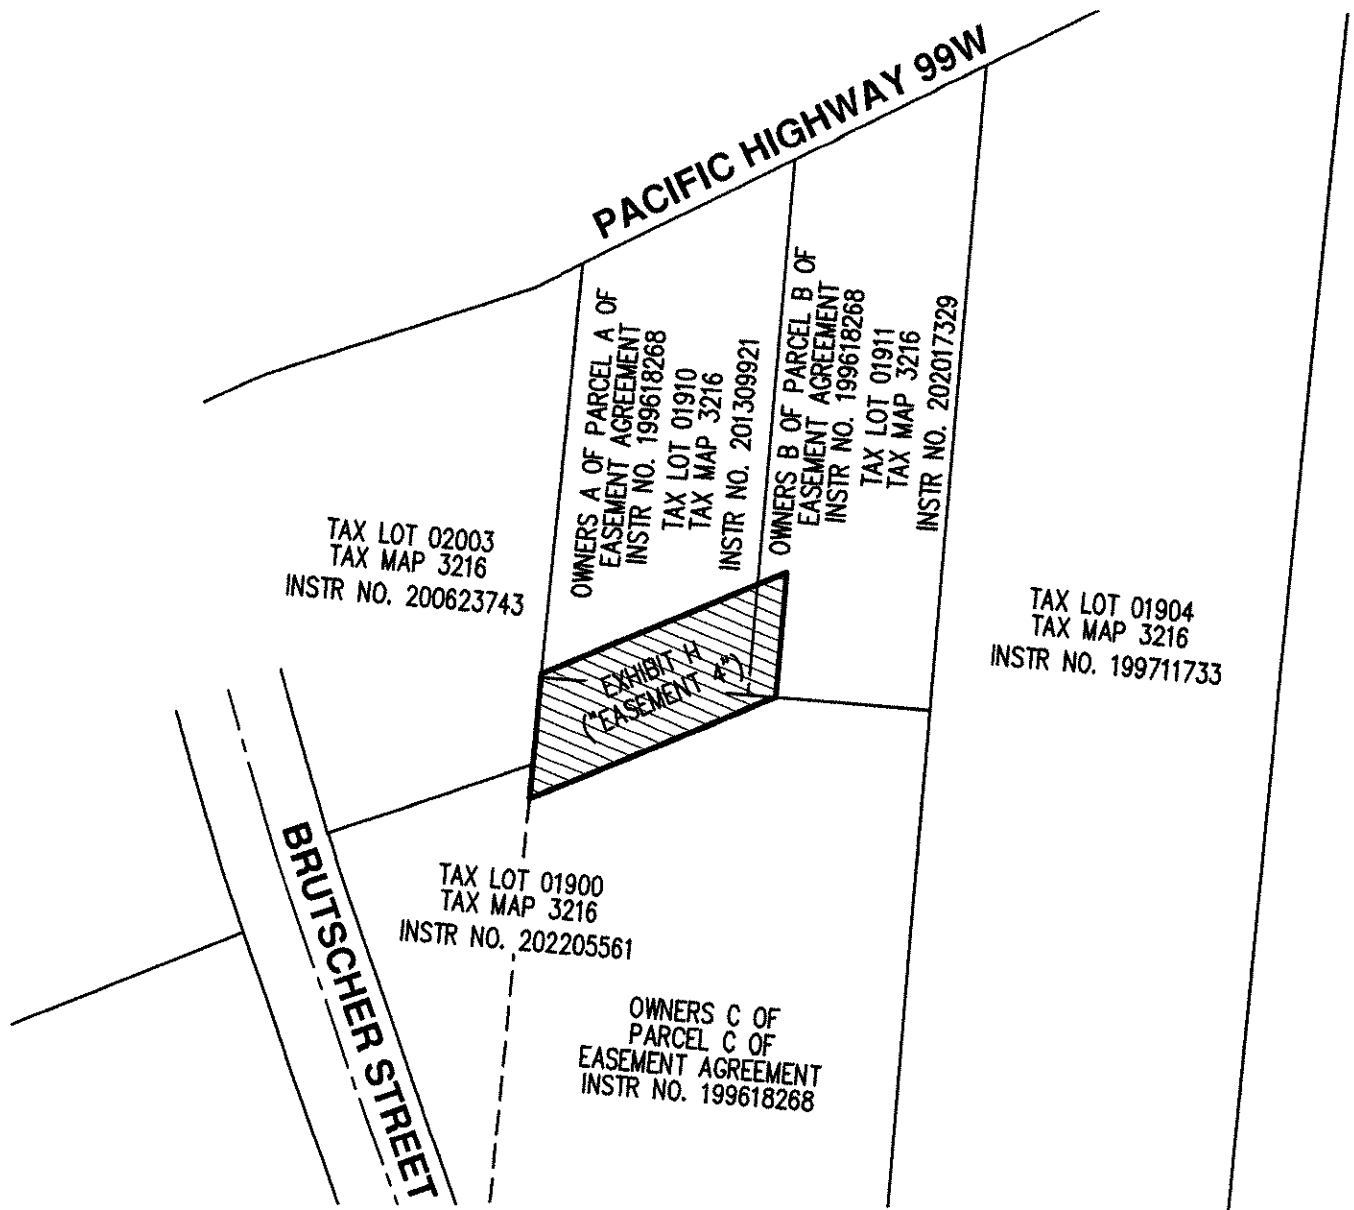 PACIFIC HIGHWAY 99W
OWNERS A OF PARCEL A OF
EASEMENT AGREEMENT
INSTR NO. 199618268
TAX LOT 01910
TAX MAP 3216
INSTR NO. 201309921
OWNERS B OF PARCEL B OF
EASEMENT AGREEMENT
INSTR NO. 199618268
TAX LOT 01911
TAX MAP 3216
INSTR NO. 202017329
TAX LOT 02003
TAX MAP 3216
INSTR NO. 200623743
TAX LOT 01904
TAX MAP 3216
INSTR NO. 199711733
EXHIBIT H
("EASEMENT 4")
BRUTSCHER STREET
TAX LOT 01900
TAX MAP 3216
INSTR NO. 202205561
OWNERS C OF
PARCEL C OF
EASEMENT AGREEMENT
INSTR NO. 199618268